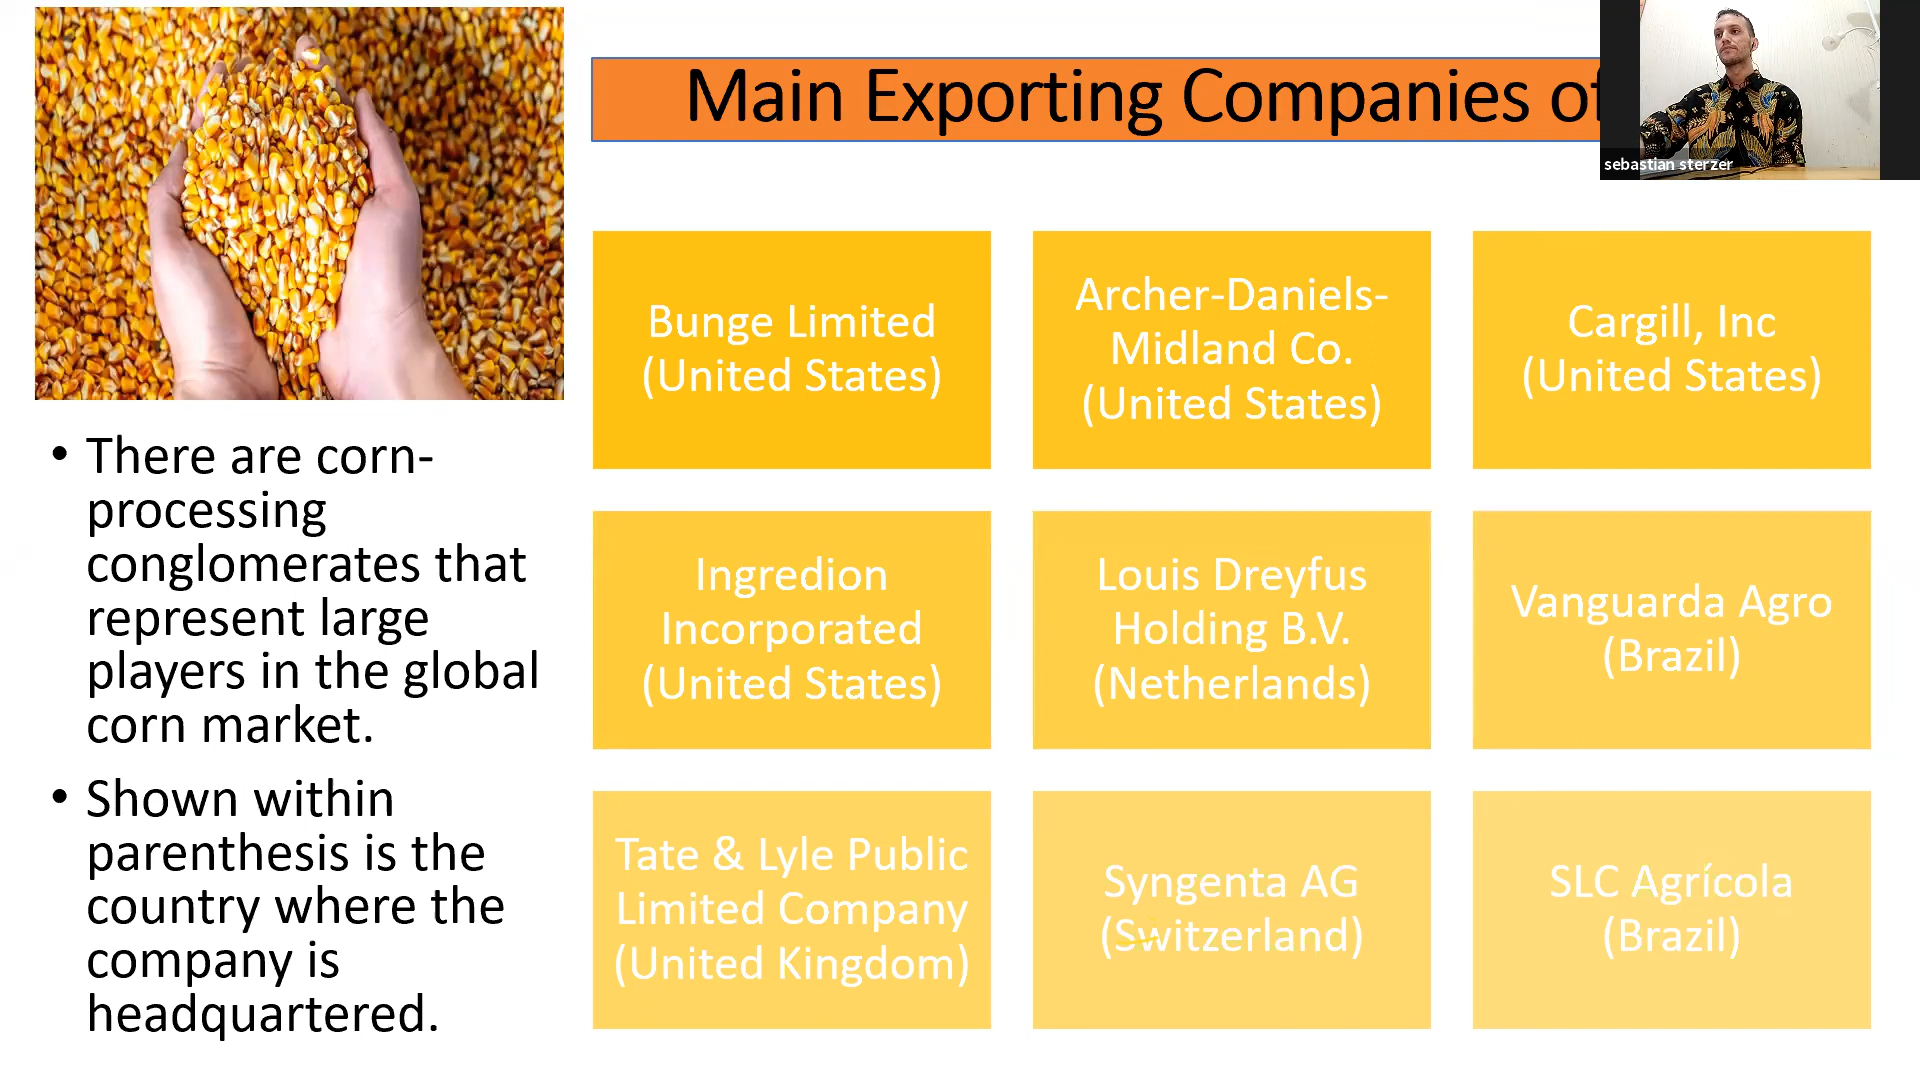 Main Exporting Companies of
sebastian sterzer
• There are corn-
processing
conglomerates that
represent large
players in the global
corn market.
• Shown within
parenthesis is the
country where the
company is
headquartered.
Bunge Limited
(United States)
Archer-Daniels-
Midland Co.
(United States)
Cargill, Inc
(United States)
Ingredion
Incorporated
(United States)
Louis Dreyfus
Holding B.V.
(Netherlands)
Vanguarda Agro
(Brazil)
Tate & Lyle Public
Limited Company
(United Kingdom)
Syngenta AG
(Switzerland)
SLC Agrícola
(Brazil)